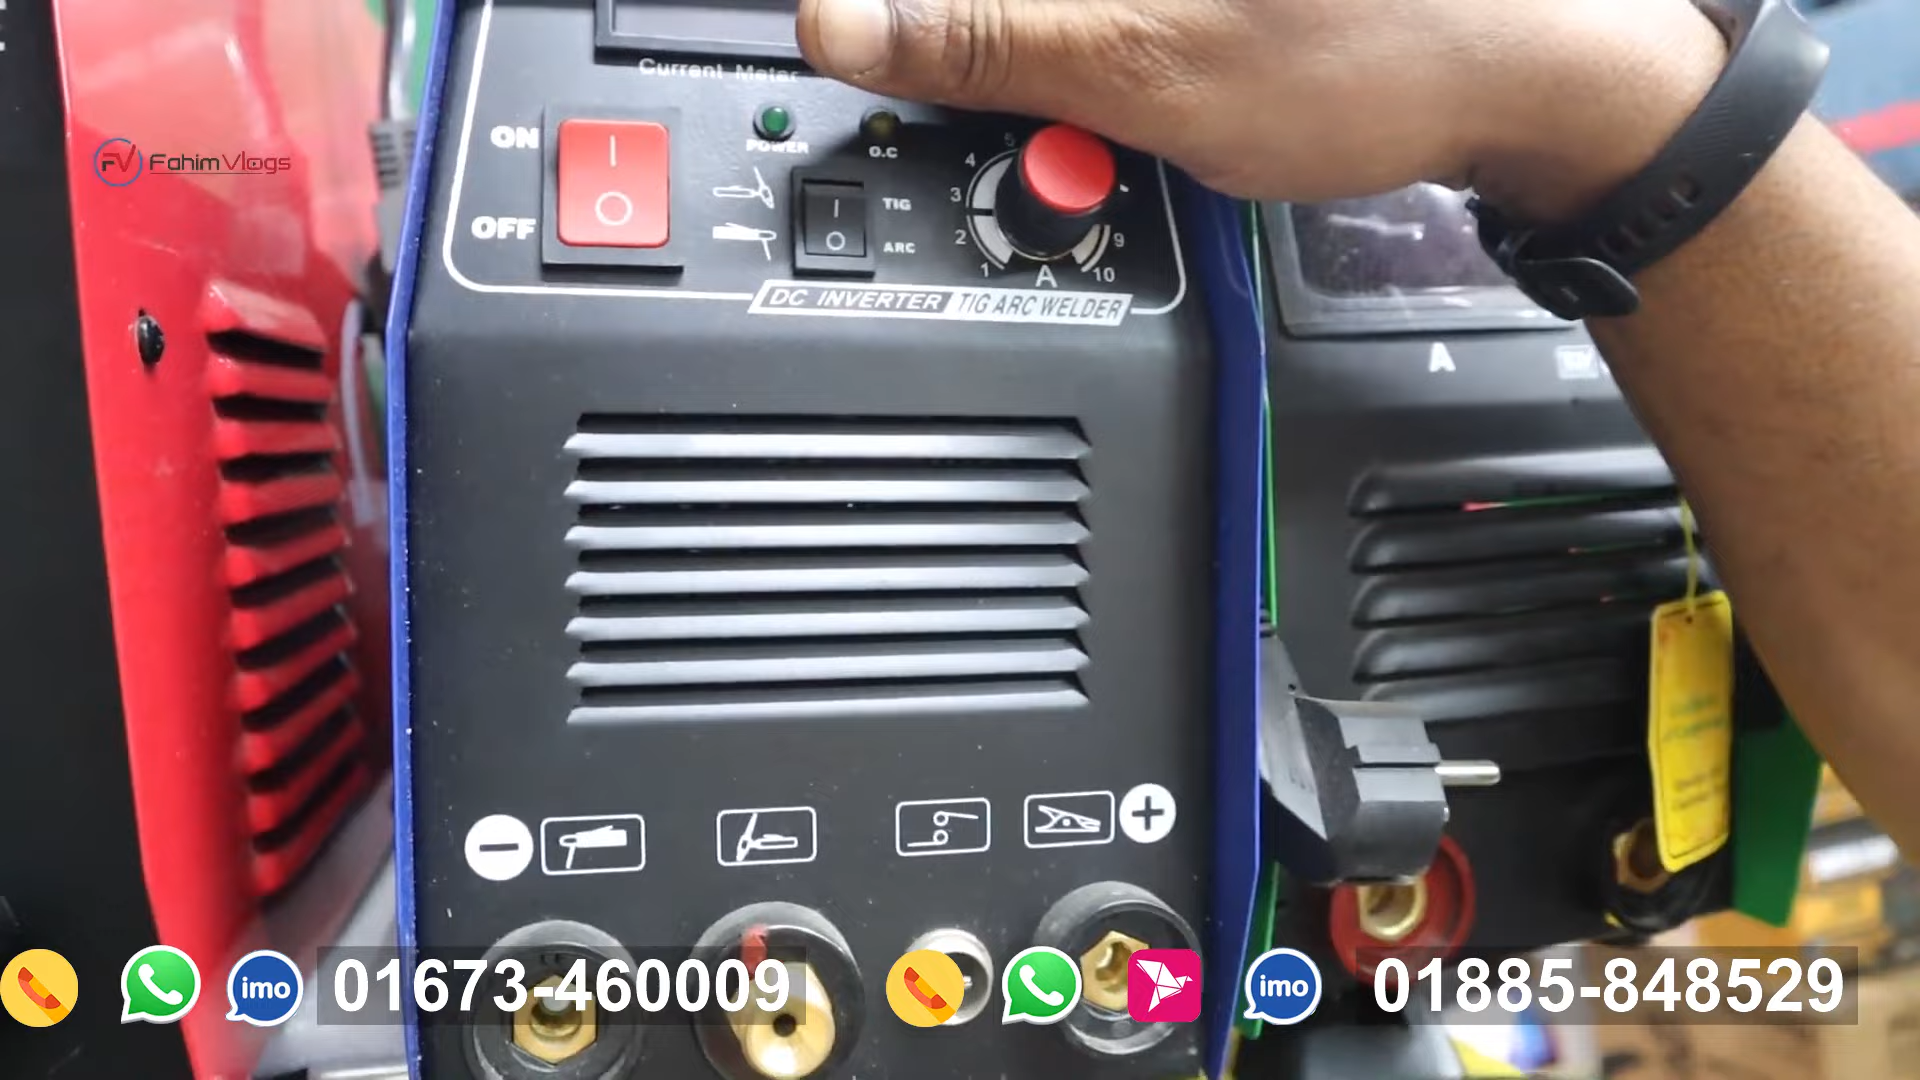 Current Meter
ON
OFF
POWER
O.C
TIG
ARC
5
4
3
2
1
9
10
A
DC INVERTER TIG ARC WELDER
FV FahimVlogs
A
imo 01673-460009
imo 01885-848529